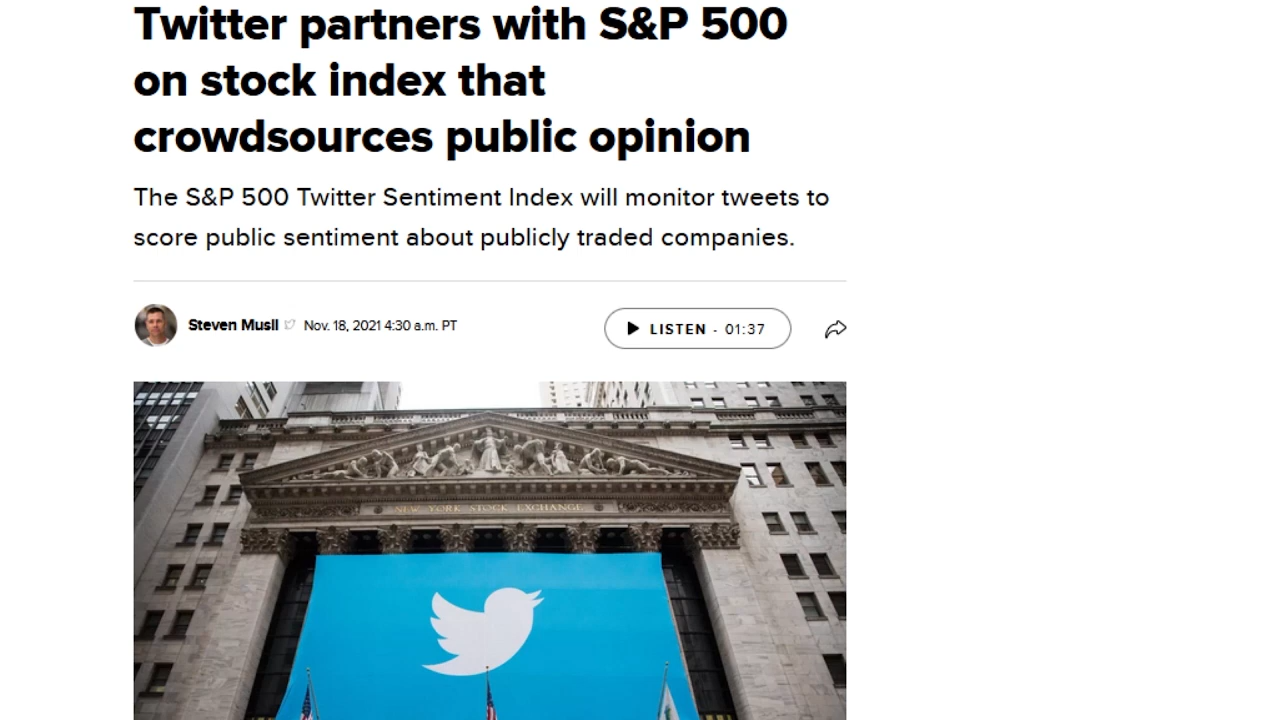 Twitter partners with S&P 500
on stock index that
crowdsources public opinion
The S&P 500 Twitter Sentiment Index will monitor tweets to
score public sentiment about publicly traded companies.
Steven Musil Nov. 18, 2021 4:30 a.m. PT
LISTEN - 01:37
NEW YORK STOCK EXCHANGE